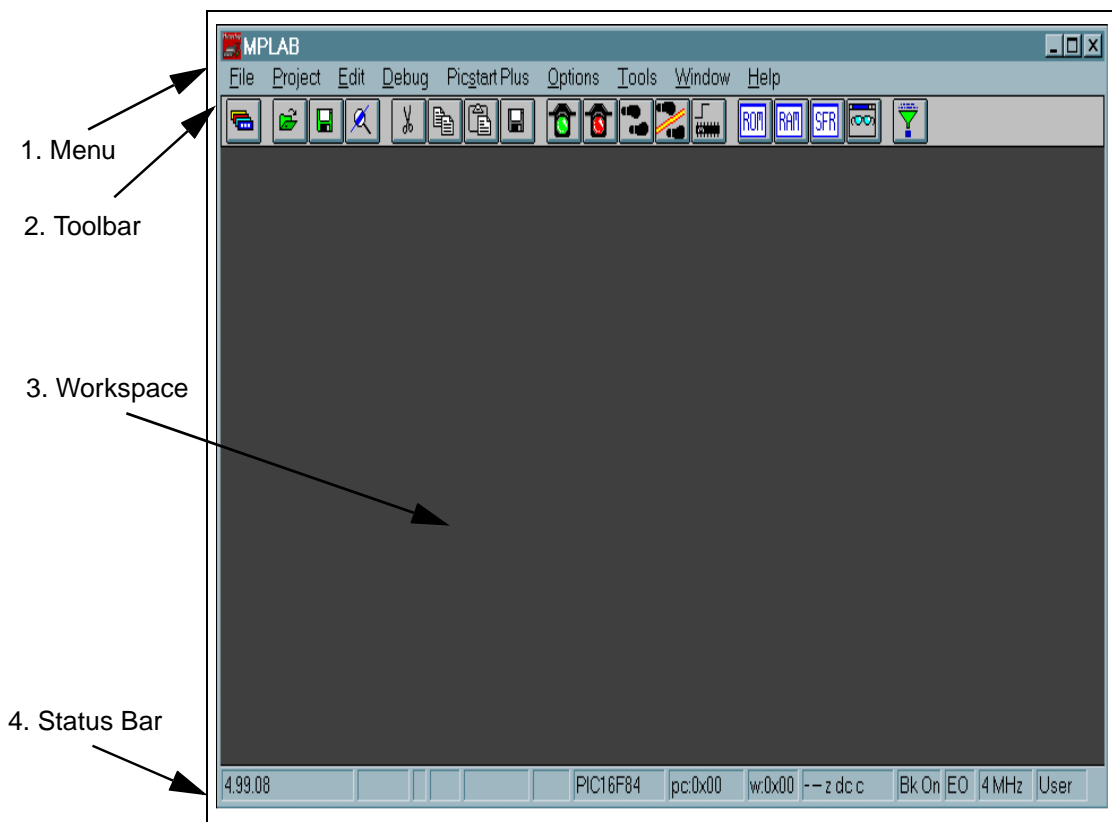 MPLAB
File Project Edit Debug Picstart Plus Options Tools Window Help
ROM RAM SFR
1. Menu
2. Toolbar
3. Workspace
4. Status Bar
4.99.08 PIC16F84 pc:0x00 w:0x00 -- z dc c Bk On EO 4 MHz User